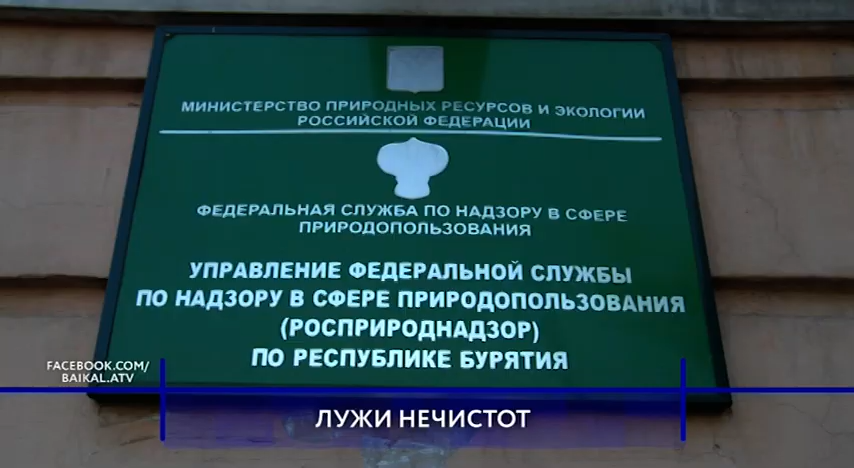 МИНИСТЕРСТВО ПРИРОДНЫХ РЕСУРСОВ И ЭКОЛОГИИ
РОССИЙСКОЙ ФЕДЕРАЦИИ
ФЕДЕРАЛЬНАЯ СЛУЖБА ПО НАДЗОРУ В СФЕРЕ
ПРИРОДОПОЛЬЗОВАНИЯ
УПРАВЛЕНИЕ ФЕДЕРАЛЬНОЙ СЛУЖБЫ
ПО НАДЗОРУ В СФЕРЕ ПРИРОДОПОЛЬЗОВАНИЯ
(РОСПРИРОДНАДЗОР)
ПО РЕСПУБЛИКЕ БУРЯТИЯ
FACEBOOK.COM/
BAIKAL.ATV
ЛУЖИ НЕЧИСТОТ